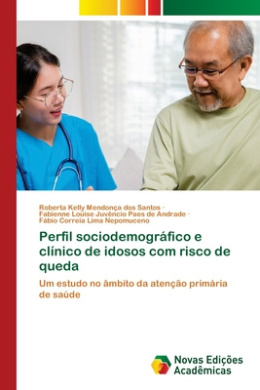 Roberta Kelly Mendonça dos Santos ·
Fabienne Louise Juvêncio Paes de Andrade ·
Fábio Correia Lima Nepomuceno
Perfil sociodemográfico e
clínico de idosos com risco de
queda
Um estudo no âmbito da atenção primária
de saúde
Novas Edições
Acadêmicas